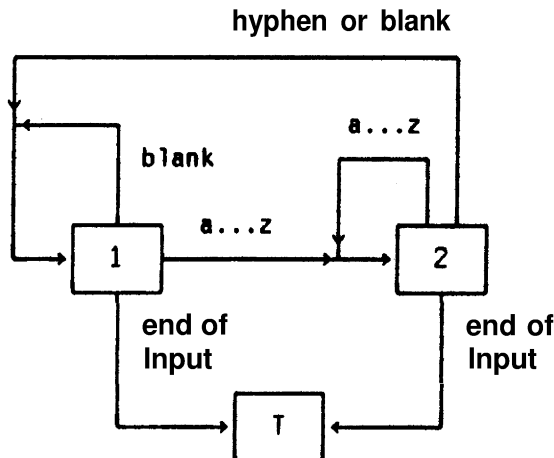 hyphen or blank
a...z
blank
a...z
1
2
end of
Input
end of
Input
T